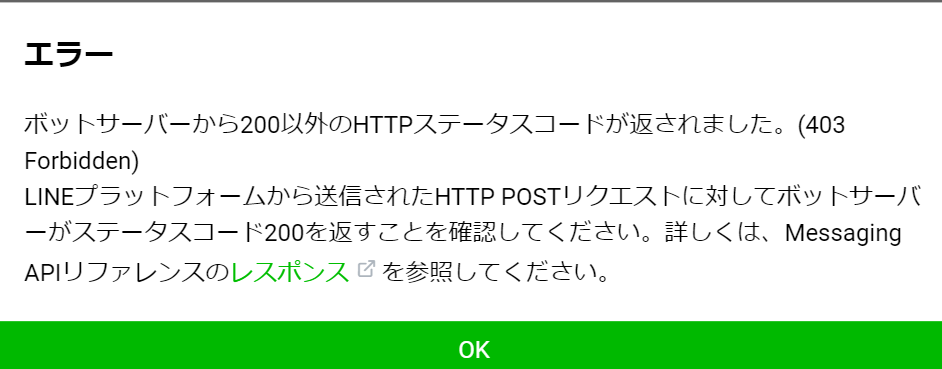 エラー
ボットサーバーから200以外のHTTPステータスコードが返されました。(403
Forbidden)
LINEプラットフォームから送信されたHTTP POSTリクエストに対してボットサーバ
ーがステータスコード200を返すことを確認してください。詳しくは、Messaging
APIリファレンスのレスポンス を参照してください。
OK